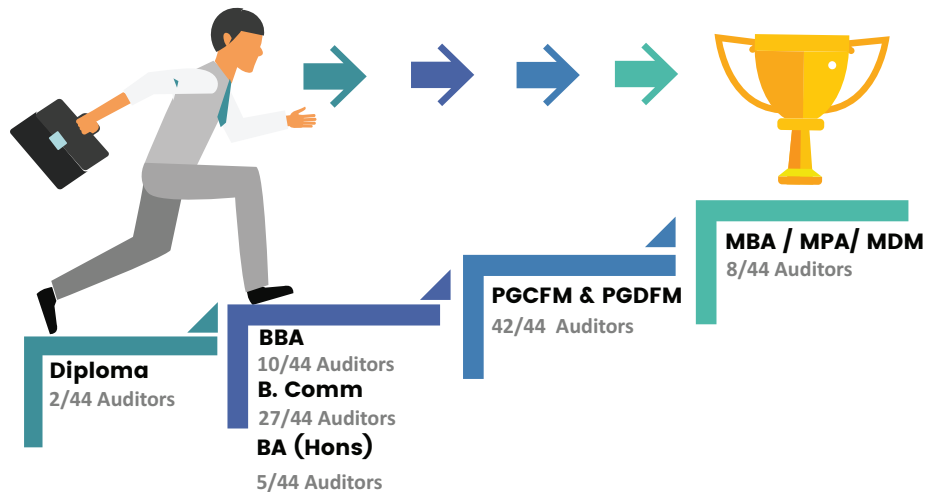 Diploma
2/44 Auditors
BBA
10/44 Auditors
B. Comm
27/44 Auditors
BA (Hons)
5/44 Auditors
PGCFM & PGDFM
42/44 Auditors
MBA / MPA/ MDM
8/44 Auditors